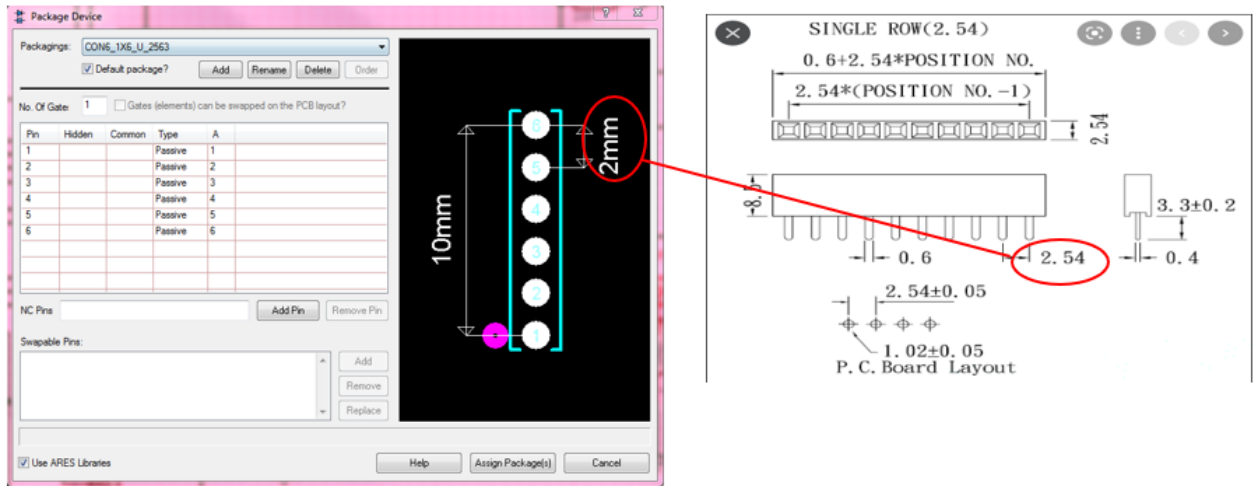 Package Device
Packagings: CON6_1X6_U_2563
Default package? Add Rename Delete Order
No. Of Gate: 1 Gates (elements) can be swapped on the PCB layout?
Pin Hidden Common Type A
1 Passive 1
2 Passive 2
3 Passive 3
4 Passive 4
5 Passive 5
6 Passive 6
NC Pins Add Pin Remove Pin
Swapable Pins:
Add
Remove
Replace
Use ARES Libraries
Help Assign Package(s) Cancel
6
5
4
3
2
1
10mm
2mm
SINGLE ROW(2.54)
0.6+2.54*POSITION NO.
2.54*(POSITION NO.-1)
2.54
8.5
3.3±0.2
0.6
2.54
0.4
2.54±0.05
1.02±0.05
P.C.Board Layout